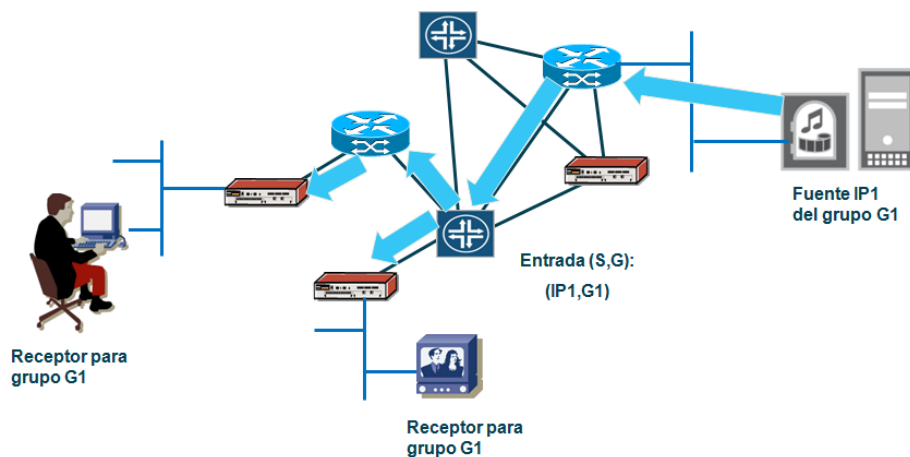 Fuente IP1
del grupo G1
Entrada (S,G):
(IP1,G1)
Receptor para
grupo G1
Receptor para
grupo G1